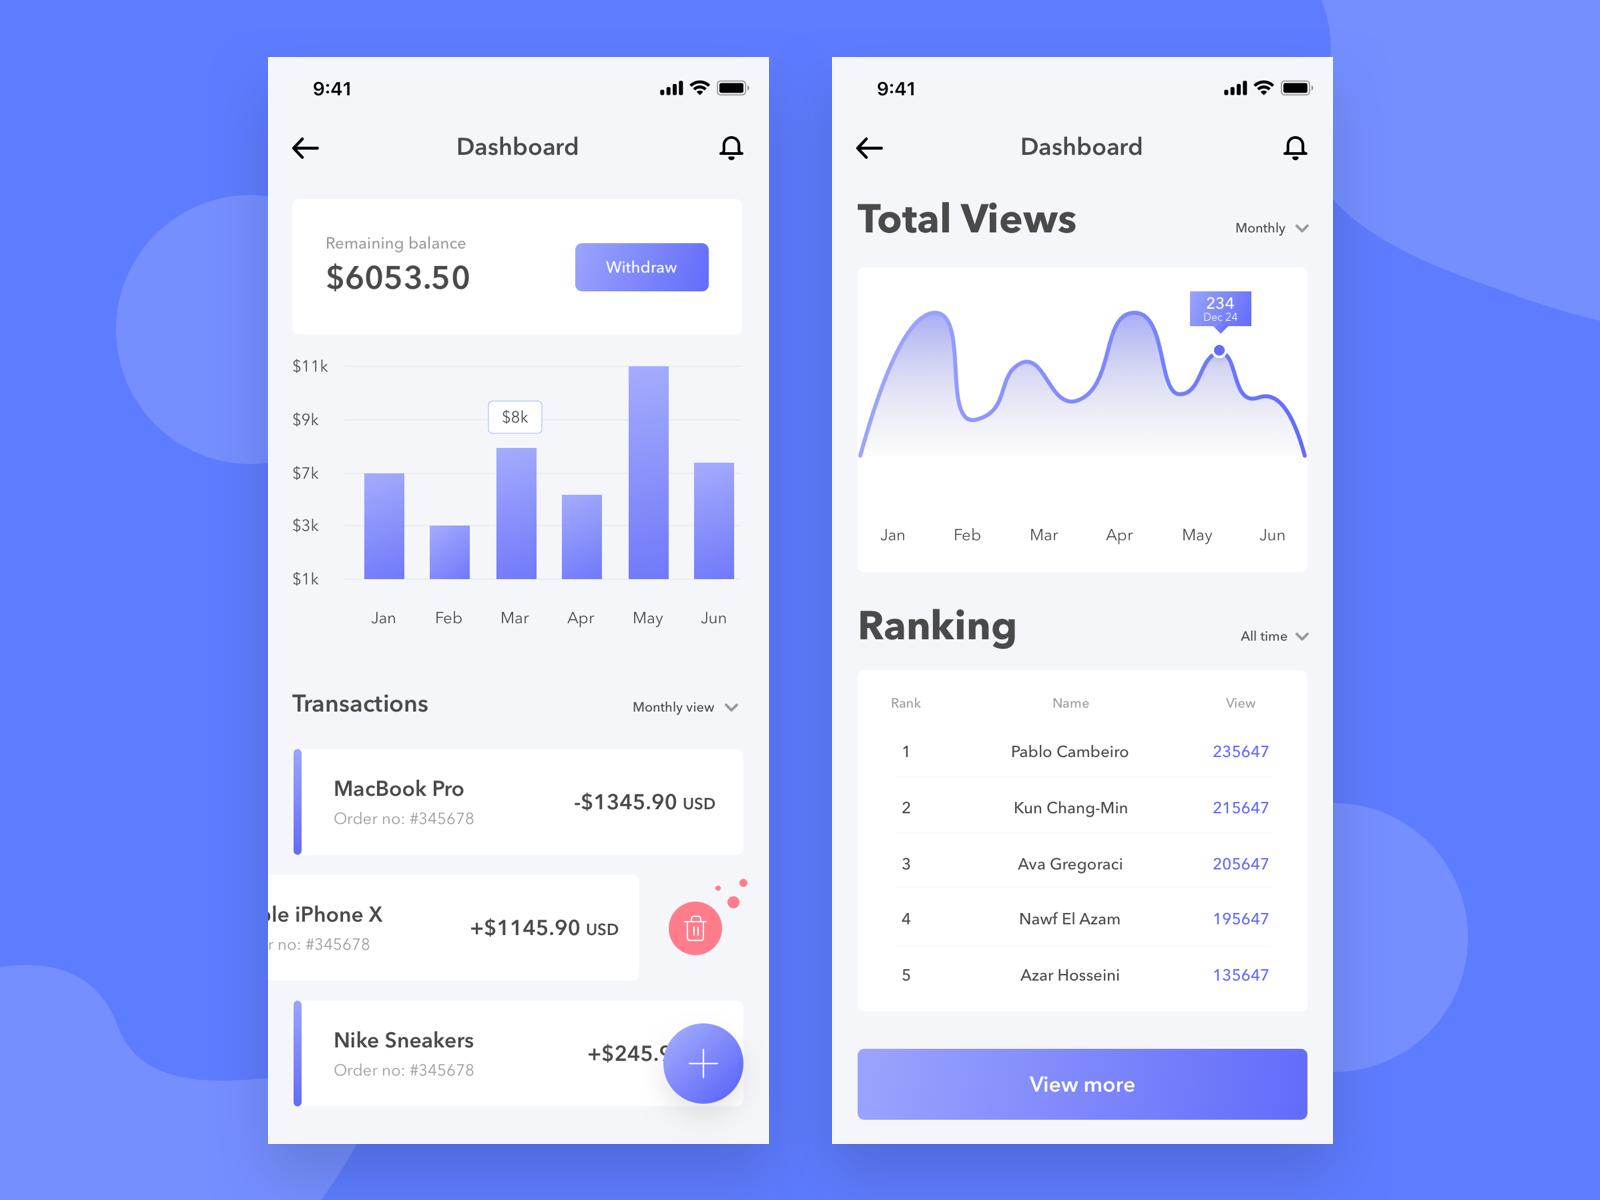 9:41
Dashboard
Remaining balance
$6053.50
Withdraw
$11k
$9k
$8k
$7k
$3k
$1k
Jan Feb Mar Apr May Jun
Transactions
Monthly view
MacBook Pro
Order no: #345678
-$1345.90 USD
iPhone X
no: #345678
+$1145.90 USD
Nike Sneakers
Order no: #345678
+$245.9
9:41
Dashboard
Total Views
Monthly
234
Dec 24
Jan Feb Mar Apr May Jun
Ranking
All time
Rank Name View
1 Pablo Cambeiro 235647
2 Kun Chang-Min 215647
3 Ava Gregoraci 205647
4 Nawf El Azam 195647
5 Azar Hosseini 135647
View more